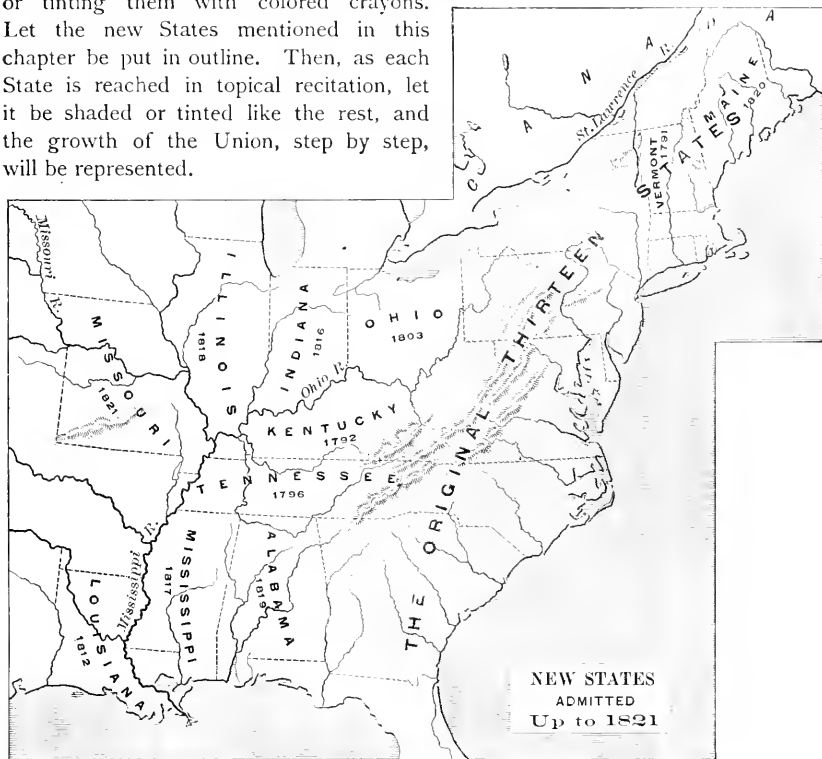 or tinting them with colored crayons.
Let the new States mentioned in this
chapter be put in outline. Then, as each
State is reached in topical recitation, let
it be shaded or tinted like the rest, and
the growth of the Union, step by step,
will be represented.
CANADA
St. Lawrence R.
MAINE
1820
VERMONT
1791
THE ORIGINAL THIRTEEN STATES
Missouri R.
MISSOURI
1821
ILLINOIS
1818
INDIANA
1816
OHIO
1803
Ohio R.
KENTUCKY
1792
TENNESSEE
1796
Mississippi R.
MISSISSIPPI
1817
ALABAMA
1819
LOUISIANA
1812
NEW STATES
ADMITTED
Up to 1821